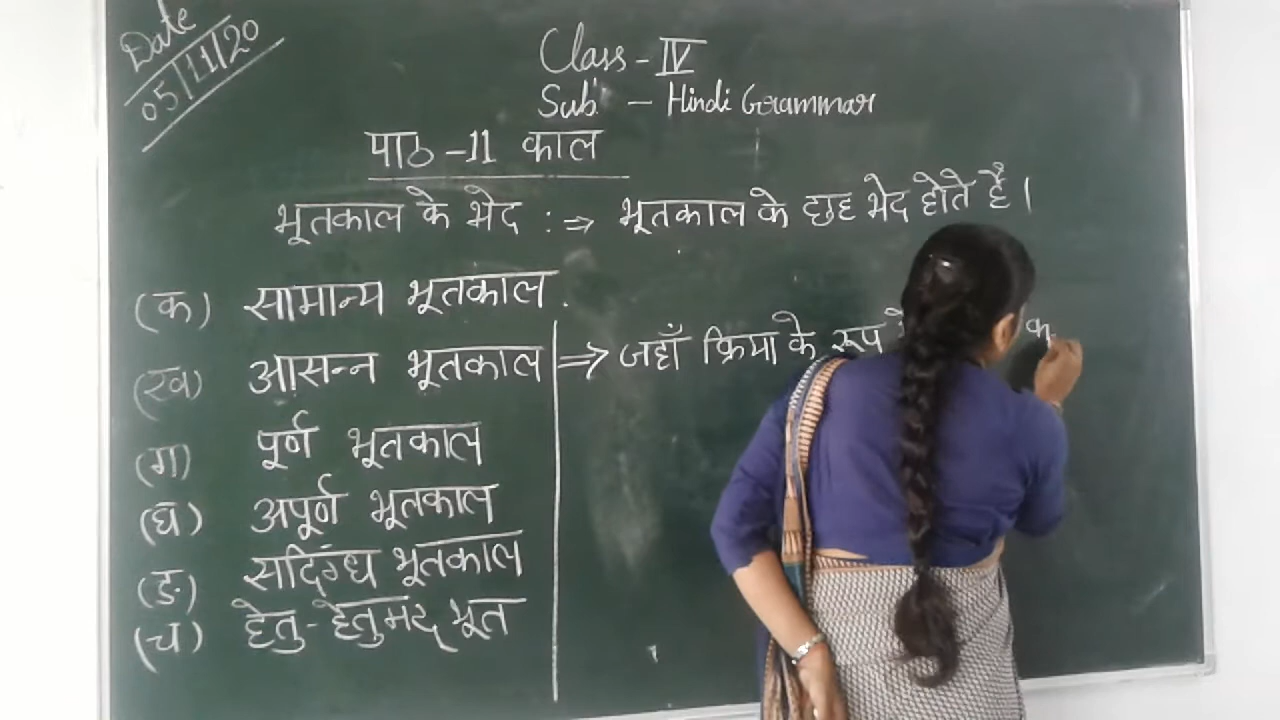 Date
05/11/20
Class - IV
Sub - Hindi Grammar
पाठ -11 काल
भूतकाल के भेद :⇒ भूतकाल के छह भेद होते है ।
(क) सामान्य भूतकाल .
(ख) आसन्न भूतकाल ⇒ जहाँ क्रिया के रूप
(ग) पूर्ण भूतकाल
(घ) अपूर्ण भूतकाल
(ङ) संदिग्ध भूतकाल
(च) हेतु-हेतुमद् भूत